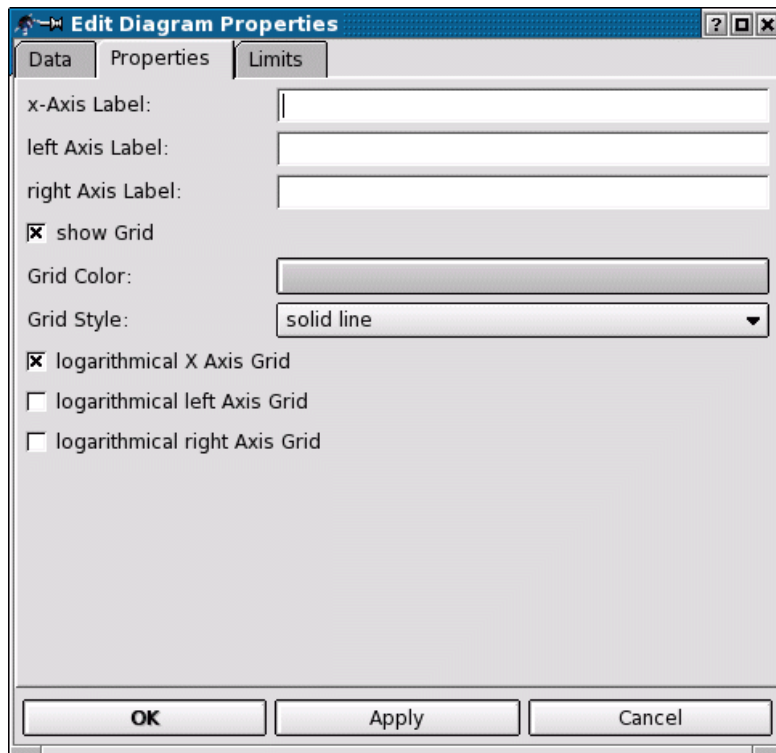 Edit Diagram Properties ?
Data Properties Limits
x-Axis Label:
left Axis Label:
right Axis Label:
show Grid
Grid Color:
Grid Style: solid line
logarithmical X Axis Grid
logarithmical left Axis Grid
logarithmical right Axis Grid
OK Apply Cancel